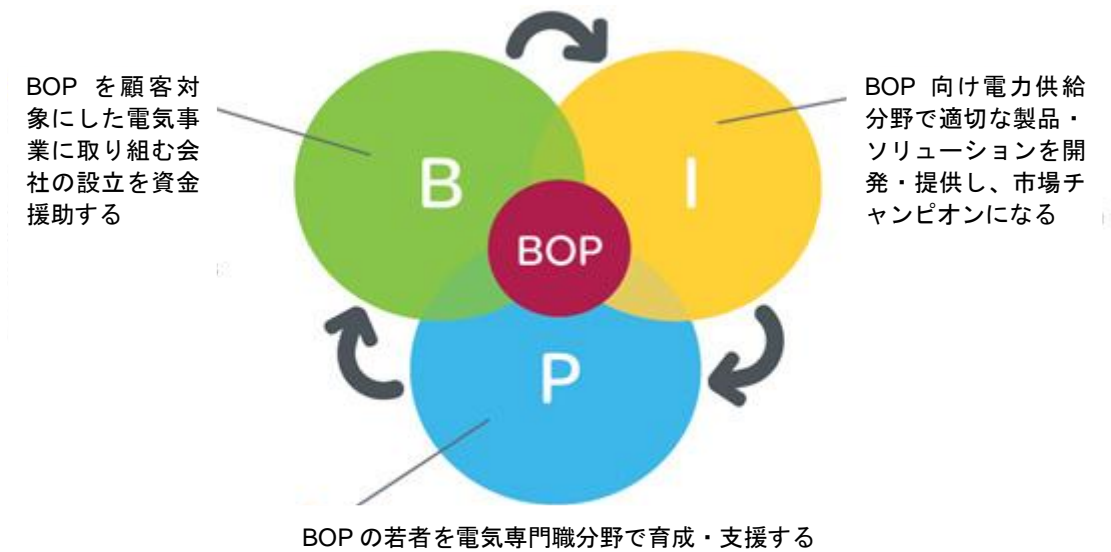 BOP を顧客対
象にした電気事
業に取り組む会
社の設立を資金
援助する
BOP 向け電力供給
分野で適切な製品・
ソリューションを開
発・提供し、市場チ
ャンピオンになる
B
I
BOP
P
BOP の若者を電気専門職分野で育成・支援する